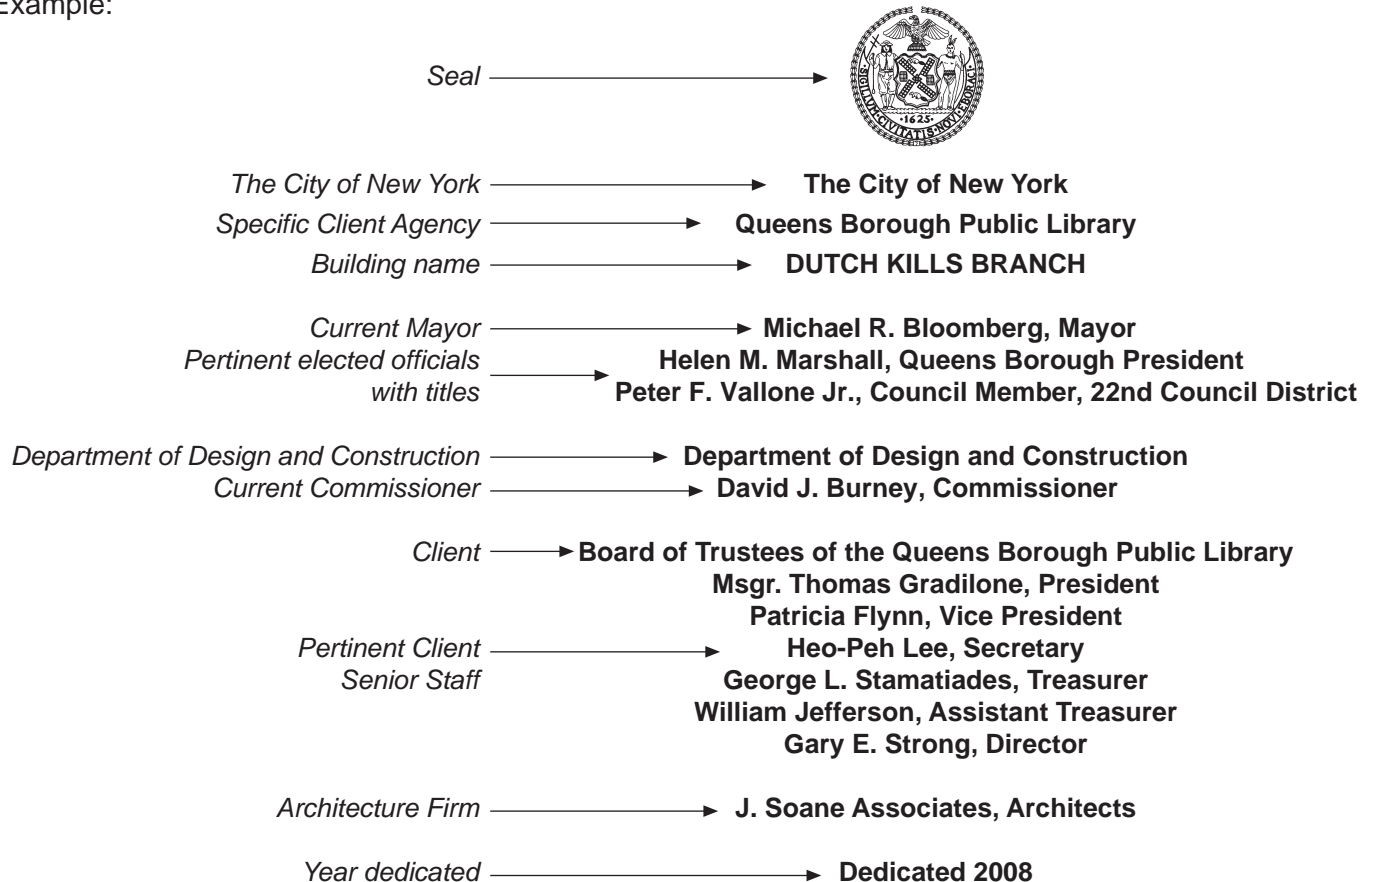 Example:
SIGILLVM·CIVITATIS·NOVI·EBORACI
·1625·
Seal
The City of New York The City of New York
Specific Client Agency Queens Borough Public Library
Building name DUTCH KILLS BRANCH
Current Mayor Michael R. Bloomberg, Mayor
Pertinent elected officials Helen M. Marshall, Queens Borough President
with titles Peter F. Vallone Jr., Council Member, 22nd Council District
Department of Design and Construction Department of Design and Construction
Current Commissioner David J. Burney, Commissioner
Client Board of Trustees of the Queens Borough Public Library
Msgr. Thomas Gradilone, President
Patricia Flynn, Vice President
Pertinent Client Heo-Peh Lee, Secretary
Senior Staff George L. Stamatiades, Treasurer
William Jefferson, Assistant Treasurer
Gary E. Strong, Director
Architecture Firm J. Soane Associates, Architects
Year dedicated Dedicated 2008